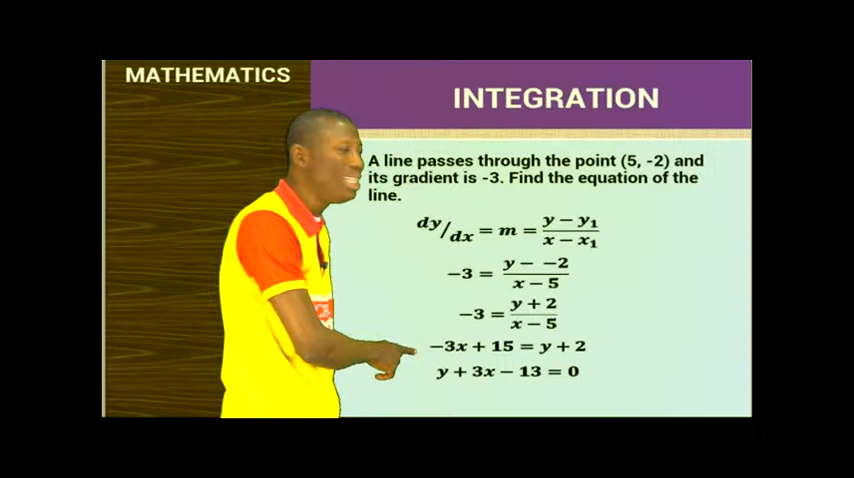 MATHEMATICS
INTEGRATION
A line passes through the point (5, -2) and
its gradient is -3. Find the equation of the
line.
dy/dx = m = (y − y₁)/(x − x₁)
−3 = (y − −2)/(x − 5)
−3 = (y + 2)/(x − 5)
−3x + 15 = y + 2
y + 3x − 13 = 0